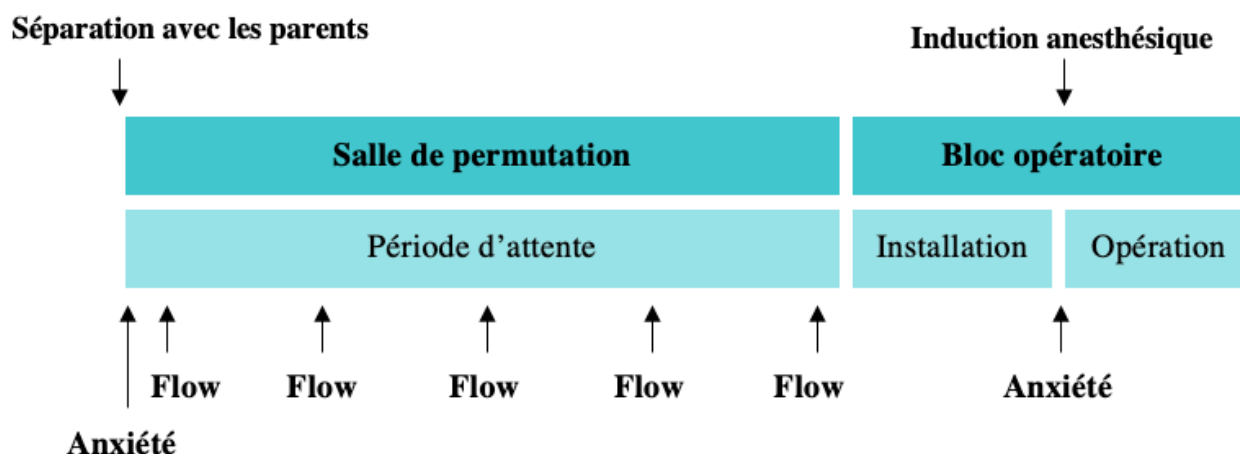 Séparation avec les parents
Induction anesthésique
Salle de permutation
Bloc opératoire
Période d’attente
Installation
Opération
Flow
Flow
Flow
Flow
Flow
Anxiété
Anxiété